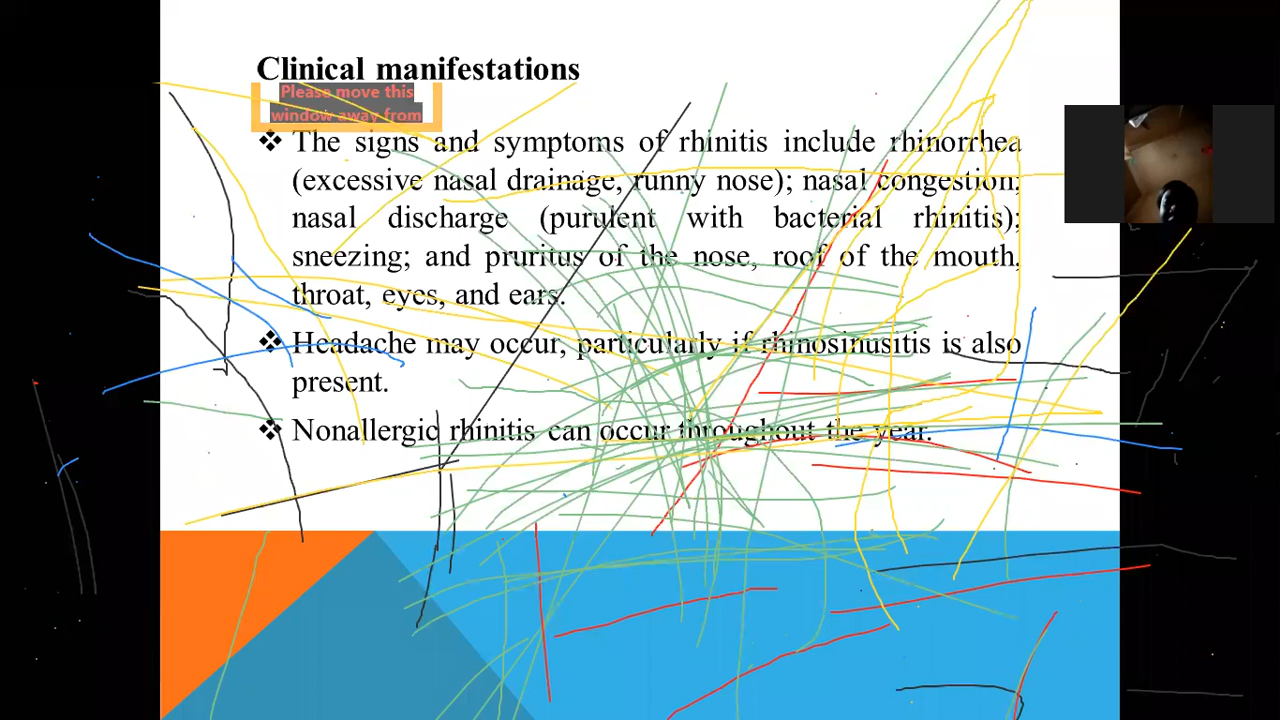 Clinical manifestations
Please move this
window away from
❖ The signs and symptoms of rhinitis include rhinorrhea
(excessive nasal drainage, runny nose); nasal congestion;
nasal discharge (purulent with bacterial rhinitis);
sneezing; and pruritus of the nose, roof of the mouth,
throat, eyes, and ears.
❖ Headache may occur, particularly if rhinosinusitis is also
present.
❖ Nonallergic rhinitis can occur throughout the year.